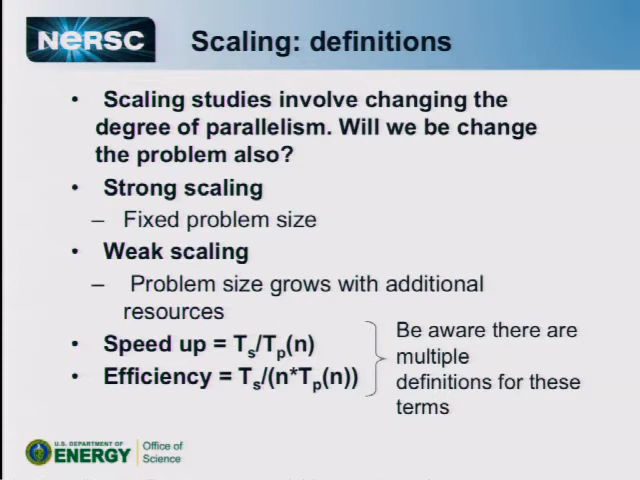 NERSC
Scaling: definitions
• Scaling studies involve changing the
degree of parallelism. Will we be change
the problem also?
• Strong scaling
– Fixed problem size
• Weak scaling
– Problem size grows with additional
resources
• Speed up = Ts/Tp(n)
• Efficiency = Ts/(n*Tp(n))
Be aware there are
multiple
definitions for these
terms
U.S. DEPARTMENT OF
ENERGY
Office of
Science